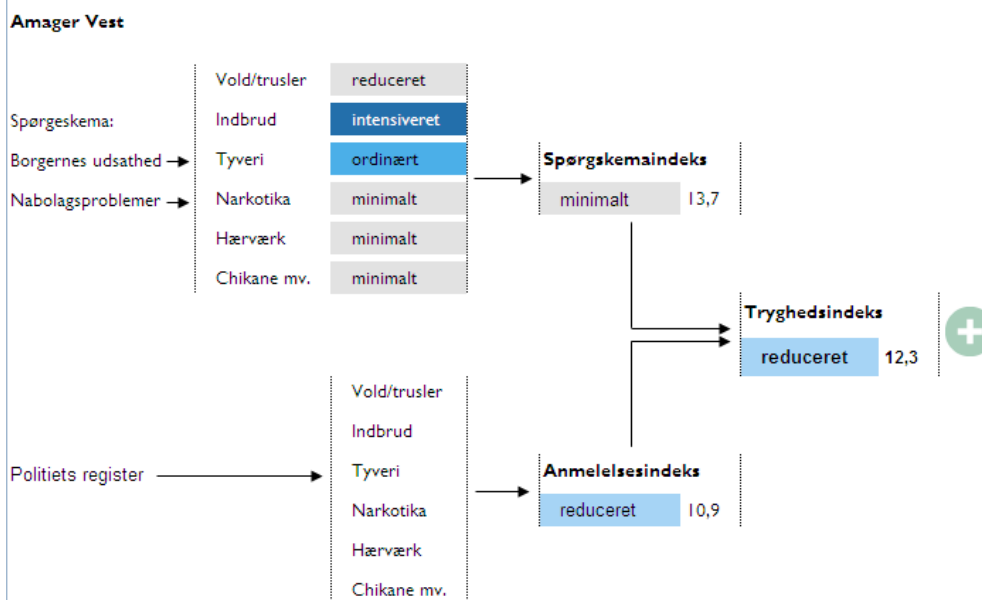 Amager Vest
Vold/trusler reduceret
Spørgeskema: Indbrud intensiveret
Borgernes udsathed Tyveri ordinært Spørgskemaindeks
Nabolagsproblemer Narkotika minimalt minimalt 13,7
Hærværk minimalt
Chikane mv. minimalt
Tryghedsindeks
reduceret 12,3
Vold/trusler
Indbrud
Politiets register Tyveri Anmelelsesindeks
Narkotika reduceret 10,9
Hærværk
Chikane mv.